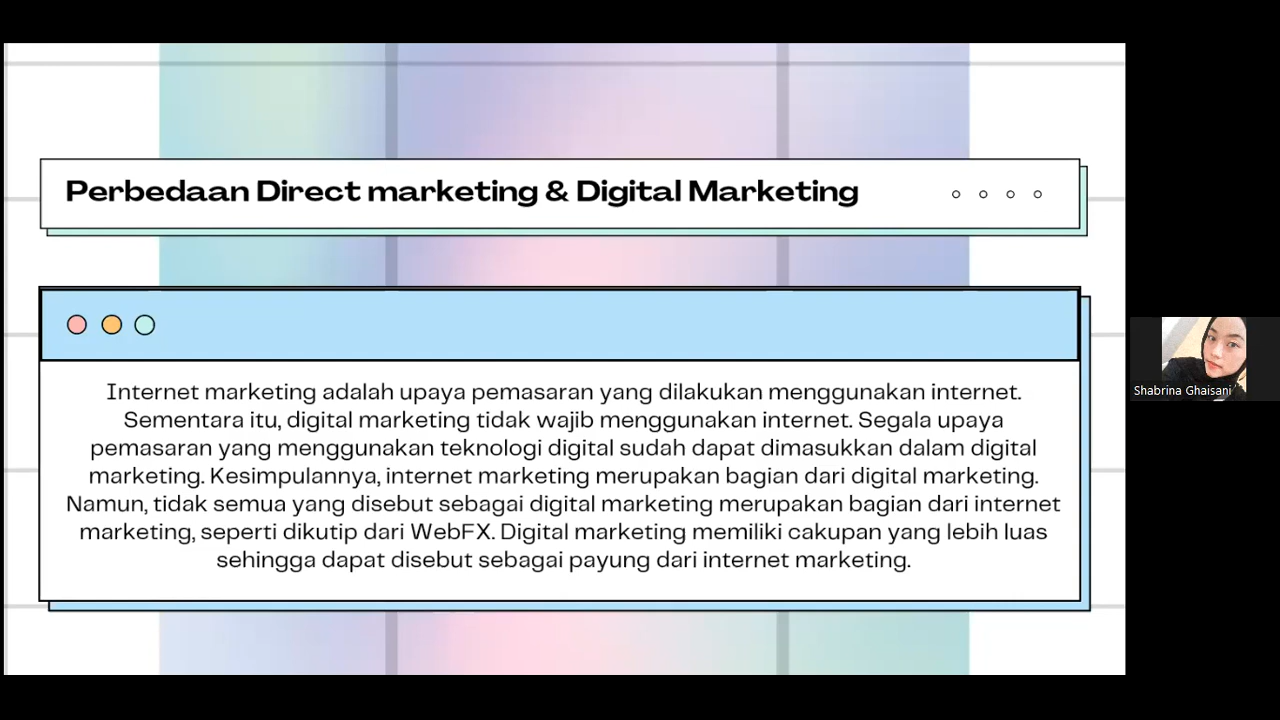 Perbedaan Direct marketing & Digital Marketing
Internet marketing adalah upaya pemasaran yang dilakukan menggunakan internet.
Sementara itu, digital marketing tidak wajib menggunakan internet. Segala upaya
pemasaran yang menggunakan teknologi digital sudah dapat dimasukkan dalam digital
marketing. Kesimpulannya, internet marketing merupakan bagian dari digital marketing.
Namun, tidak semua yang disebut sebagai digital marketing merupakan bagian dari internet
marketing, seperti dikutip dari WebFX. Digital marketing memiliki cakupan yang lebih luas
sehingga dapat disebut sebagai payung dari internet marketing.
Shabrina Ghaisani